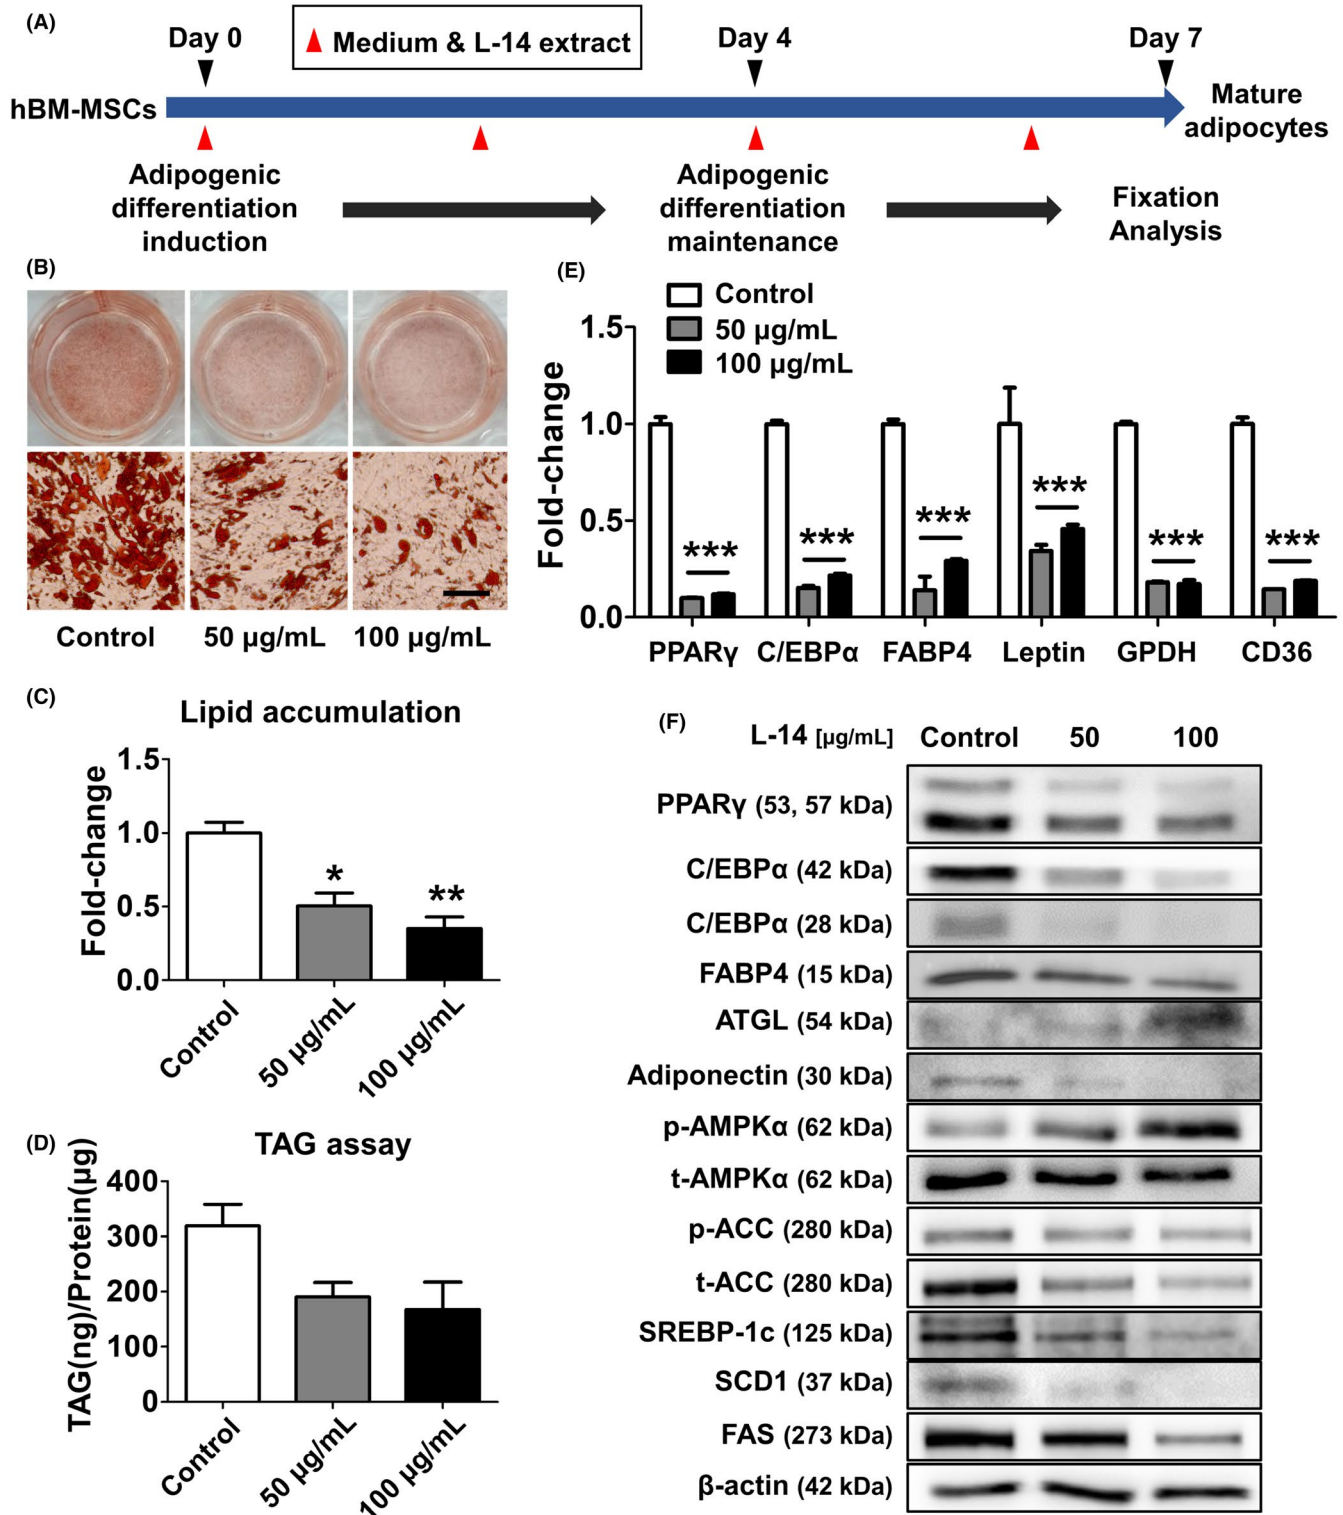 (A)
Day 0
Medium & L-14 extract
Day 4
Day 7
hBM-MSCs
Mature
adipocytes
Adipogenic
differentiation
induction
Adipogenic
differentiation
maintenance
Fixation
Analysis
(B)
Control
50 µg/mL
100 µg/mL
(E)
Control
50 µg/mL
100 µg/mL
Fold-change
1.5
1.0
0.5
0.0
***
***
***
***
***
***
PPARγ
C/EBPα
FABP4
Leptin
GPDH
CD36
(C)
Lipid accumulation
Fold-change
1.5
1.0
0.5
0.0
*
**
Control
50 µg/mL
100 µg/mL
(D)
TAG assay
TAG(ng)/Protein(µg)
400
300
200
100
0
Control
50 µg/mL
100 µg/mL
(F)
L-14 [µg/mL] Control 50 100
PPARγ (53, 57 kDa)
C/EBPα (42 kDa)
C/EBPα (28 kDa)
FABP4 (15 kDa)
ATGL (54 kDa)
Adiponectin (30 kDa)
p-AMPKα (62 kDa)
t-AMPKα (62 kDa)
p-ACC (280 kDa)
t-ACC (280 kDa)
SREBP-1c (125 kDa)
SCD1 (37 kDa)
FAS (273 kDa)
β-actin (42 kDa)